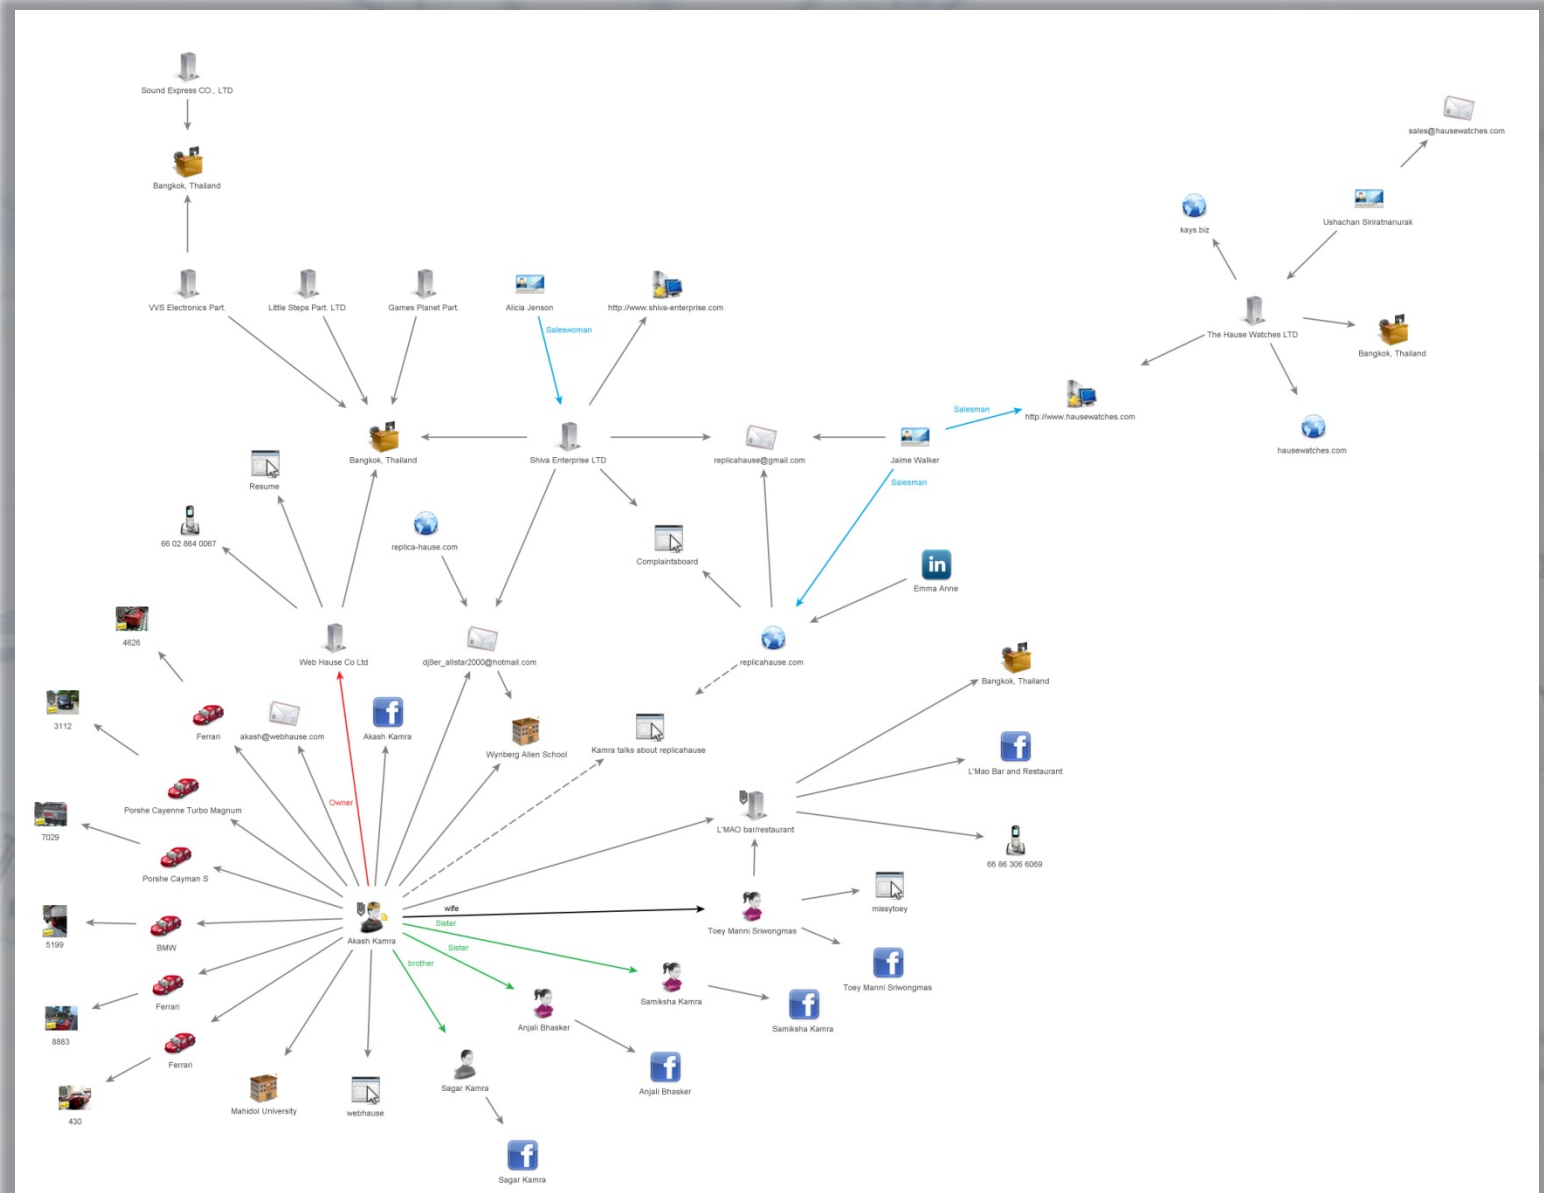 Sound Express CO., LTD
sales@hausewatches.com
Bangkok, Thailand
kays.biz
Ushachan Siriratnanurak
VVS Electronics Part.
Little Steps Part. LTD
Games Planet Part.
Alicia Jenson
http://www.shiva-enterprise.com
Saleswoman
The Hause Watches LTD
Bangkok, Thailand
Salesman
http://www.hausewatches.com
Bangkok, Thailand
Shiva Enterprise LTD
replicahause@gmail.com
Jaime Walker
hausewatches.com
Resume
Salesman
66 02 864 0067
replica-hause.com
Complaintsboard
in
Emma Anne
4626
Web Hause Co Ltd
dj9er_allstar2000@hotmail.com
replicahause.com
Bangkok, Thailand
3112
Ferrari
akash@webhause.com
Akash Kamra
Wynberg Allen School
Kamra talks about replicahause
L'Mao Bar and Restaurant
Porshe Cayenne Turbo Magnum
Owner
7029
L'MAO bar/restaurant
66 86 306 6069
Porshe Cayman S
wife
missytoey
Sister
Toey Manni Sriwongmas
5199
BMW
Akash Kamra
Sister
brother
Toey Manni Sriwongmas
Samiksha Kamra
Ferrari
Anjali Bhasker
Samiksha Kamra
8883
Ferrari
Sagar Kamra
Anjali Bhasker
430
Mahidol University
webhause
Sagar Kamra